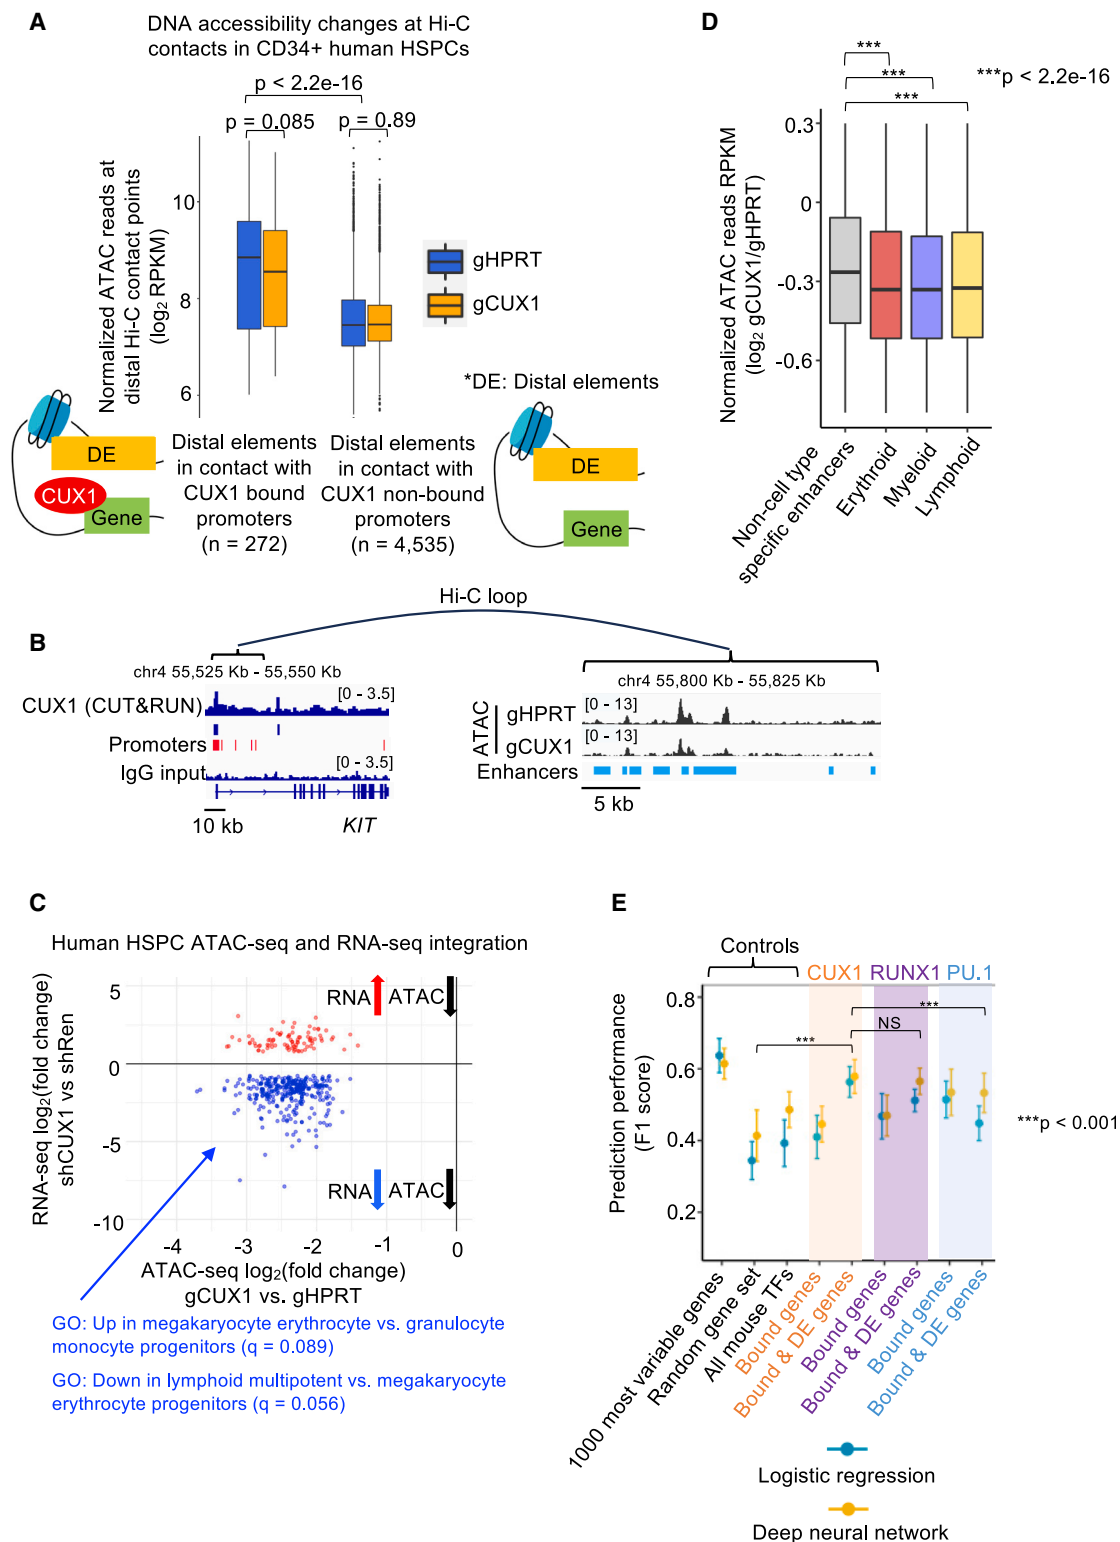 A
DNA accessibility changes at Hi-C
contacts in CD34+ human HSPCs
p < 2.2e-16
p = 0.085
p = 0.89
Normalized ATAC reads at
distal Hi-C contact points
(log₂ RPKM)
10
8
6
gHPRT
gCUX1
*DE: Distal elements
DE
CUX1
Gene
Distal elements
in contact with
CUX1 bound
promoters
(n = 272)
Distal elements
in contact with
CUX1 non-bound
promoters
(n = 4,535)
DE
Gene
D
***
***
***
***p < 2.2e-16
Normalized ATAC reads RPKM
(log₂ gCUX1/gHPRT)
0.3
0
-0.3
-0.6
Non-cell type
specific enhancers
Erythroid
Myeloid
Lymphoid
Hi-C loop
B
chr4 55,525 Kb - 55,550 Kb
CUX1 (CUT&RUN)
[0 - 3.5]
Promoters
IgG input
[0 - 3.5]
10 kb
KIT
chr4 55,800 Kb - 55,825 Kb
ATAC
gHPRT
[0 - 13]
gCUX1
[0 - 13]
Enhancers
5 kb
C
Human HSPC ATAC-seq and RNA-seq integration
RNA-seq log₂(fold change)
shCUX1 vs shRen
5
0
-5
-10
RNA ATAC
RNA ATAC
-4
-3
-2
-1
0
ATAC-seq log₂(fold change)
gCUX1 vs. gHPRT
GO: Up in megakaryocyte erythrocyte vs. granulocyte
monocyte progenitors (q = 0.089)
GO: Down in lymphoid multipotent vs. megakaryocyte
erythrocyte progenitors (q = 0.056)
E
Controls
CUX1
RUNX1
PU.1
Prediction performance
(F1 score)
0.8
0.6
0.4
0.2
***
NS
***
***p < 0.001
1000 most variable genes
Random gene set
All mouse TFs
Bound genes
Bound & DE genes
Bound genes
Bound & DE genes
Bound genes
Bound & DE genes
Logistic regression
Deep neural network